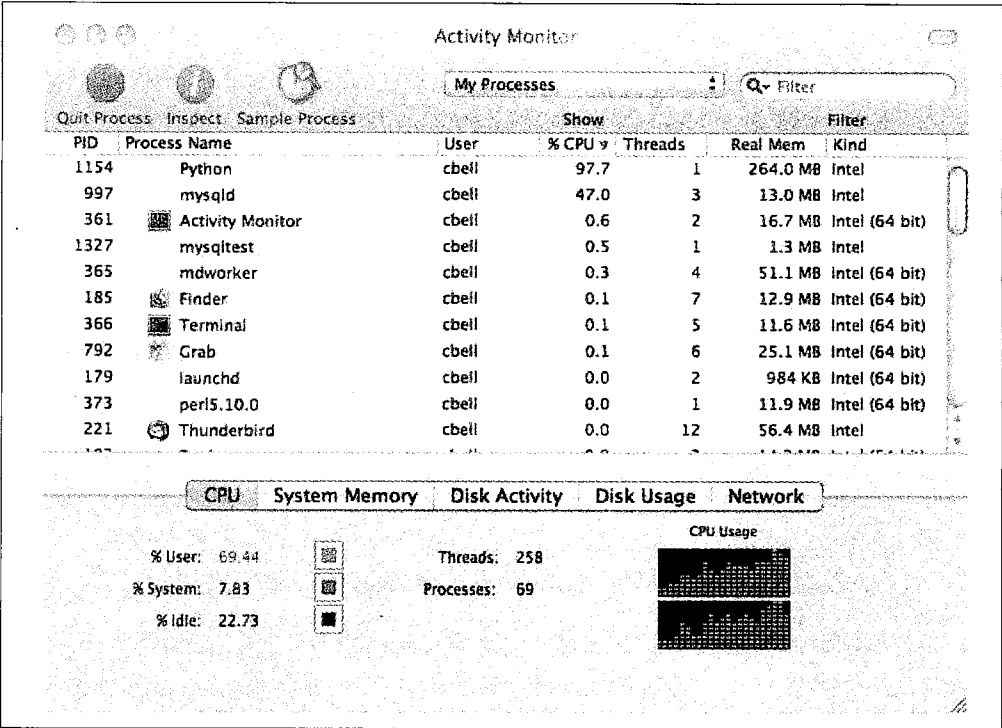 Activity Monitor
My Processes
Filter
Quit Process Inspect Sample Process Show Filter
PID Process Name User % CPU Threads Real Mem Kind
1154 Python cbell 97.7 1 264.0 MB Intel
997 mysqld cbell 47.0 3 13.0 MB Intel
361 Activity Monitor cbell 0.6 2 16.7 MB Intel (64 bit)
1327 mysqltest cbell 0.5 1 1.3 MB Intel
365 mdworker cbell 0.3 4 51.1 MB Intel (64 bit)
185 Finder cbell 0.1 7 12.9 MB Intel (64 bit)
366 Terminal cbell 0.1 5 11.6 MB Intel (64 bit)
792 Grab cbell 0.1 6 25.1 MB Intel (64 bit)
179 launchd cbell 0.0 2 984 KB Intel (64 bit)
373 perl5.10.0 cbell 0.0 1 11.9 MB Intel (64 bit)
221 Thunderbird cbell 0.0 12 56.4 MB Intel
CPU System Memory Disk Activity Disk Usage Network
CPU Usage
% User: 69.44 Threads: 258
% System: 7.83 Processes: 69
% Idle: 22.73